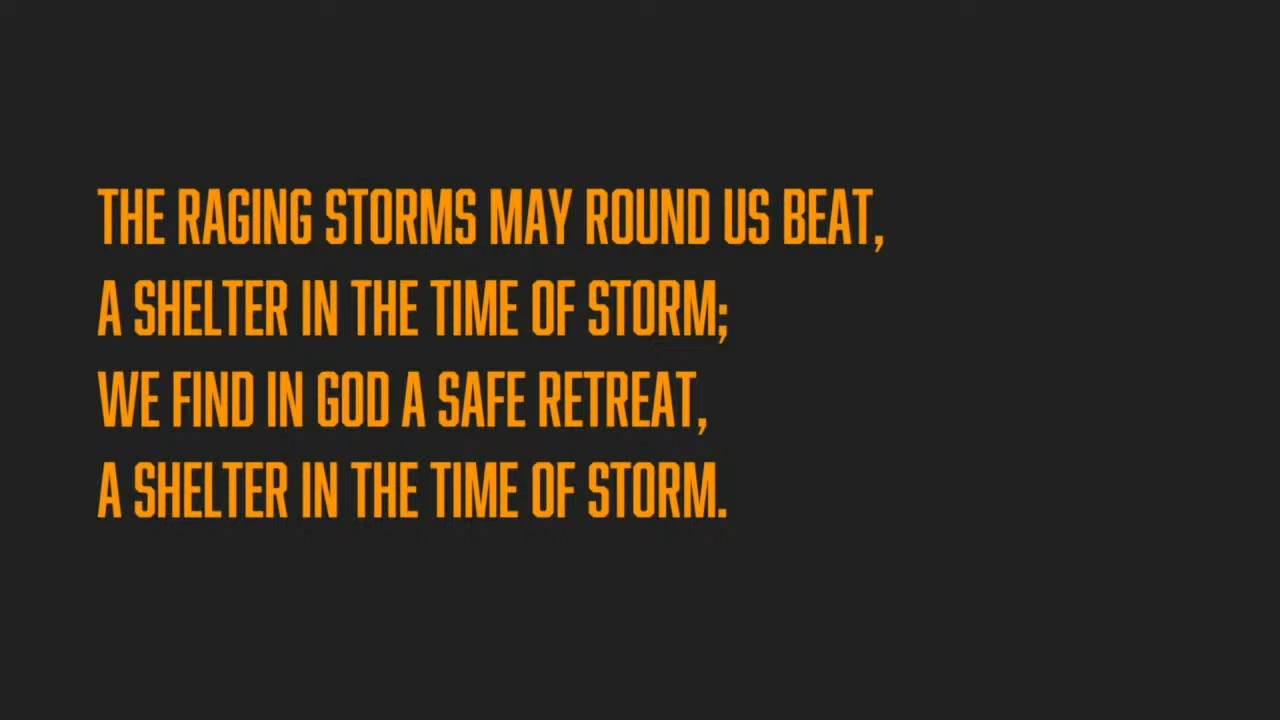 THE RAGING STORMS MAY ROUND US BEAT,
A SHELTER IN THE TIME OF STORM;
WE FIND IN GOD A SAFE RETREAT,
A SHELTER IN THE TIME OF STORM.